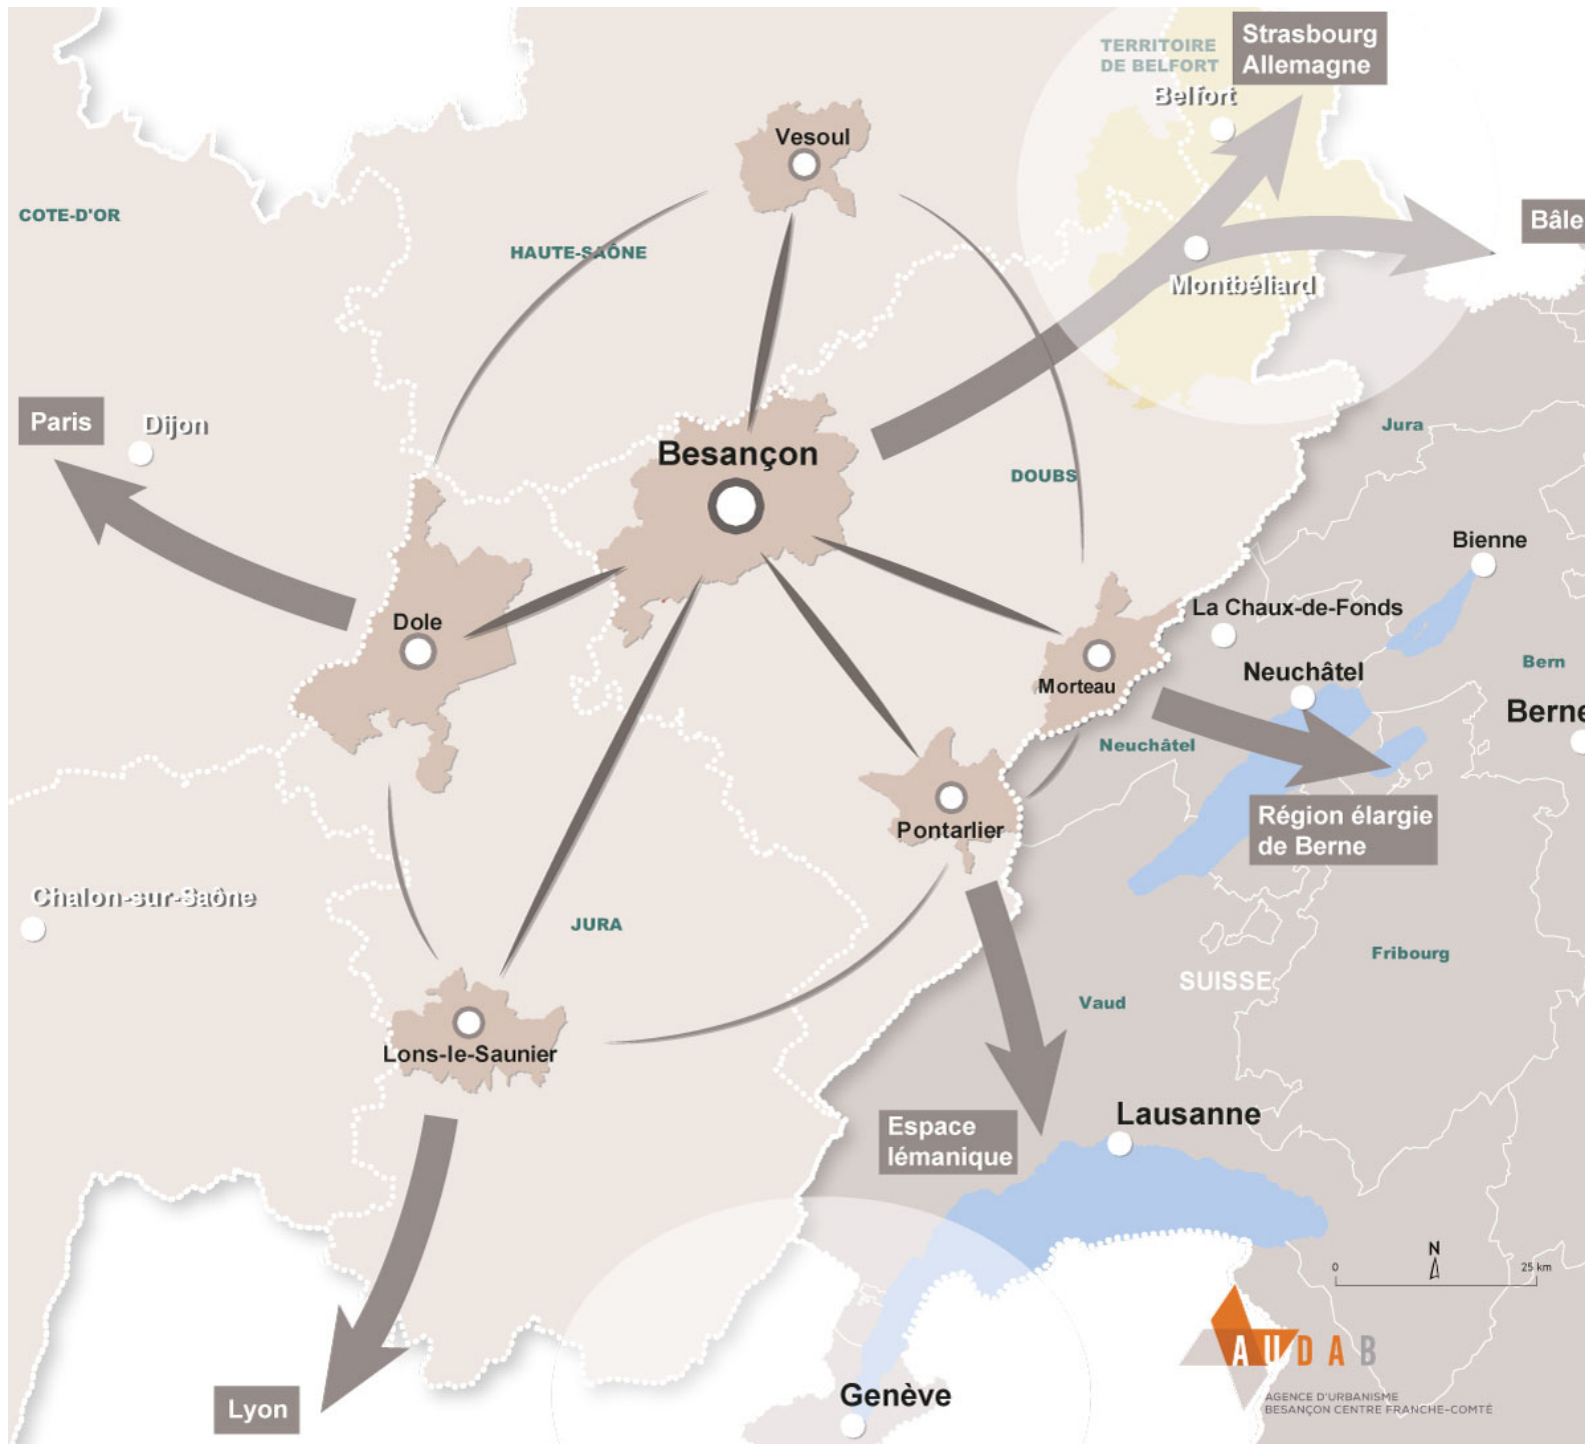 Strasbourg
Allemagne
TERRITOIRE
DE BELFORT
Belfort
Vesoul
COTE-D'OR
Bâle
HAUTE-SAÔNE
Montbéliard
Paris
Dijon
Jura
Besançon
DOUBS
Bienne
La Chaux-de-Fonds
Dole
Bern
Neuchâtel
Morteau
Berne
Neuchâtel
Région élargie
de Berne
Pontarlier
Chalon-sur-Saône
JURA
Fribourg
SUISSE
Vaud
Lons-le-Saunier
Lausanne
Espace
lémanique
N
0
25 km
AUDAB
AGENCE D'URBANISME
BESANÇON CENTRE FRANCHE-COMTÉ
Genève
Lyon